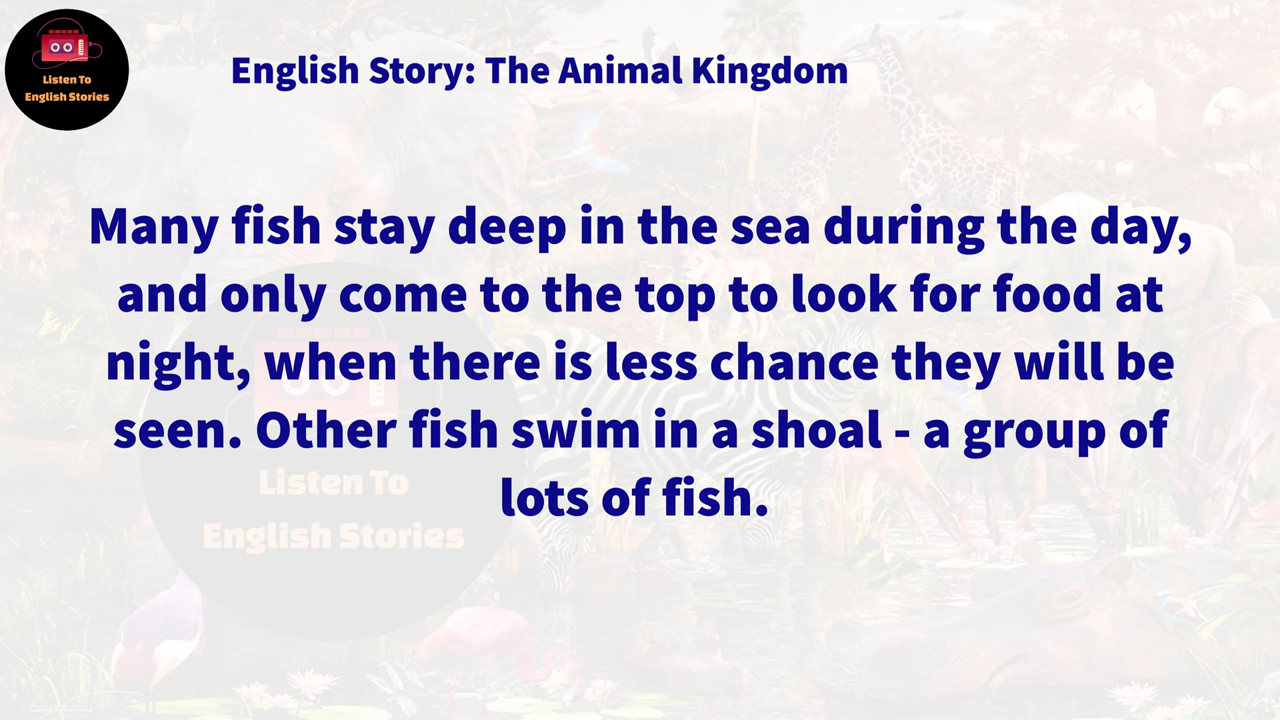 Listen To
English Stories
English Story: The Animal Kingdom
Many fish stay deep in the sea during the day,
and only come to the top to look for food at
night, when there is less chance they will be
seen. Other fish swim in a shoal - a group of
lots of fish.
Listen To
English Stories